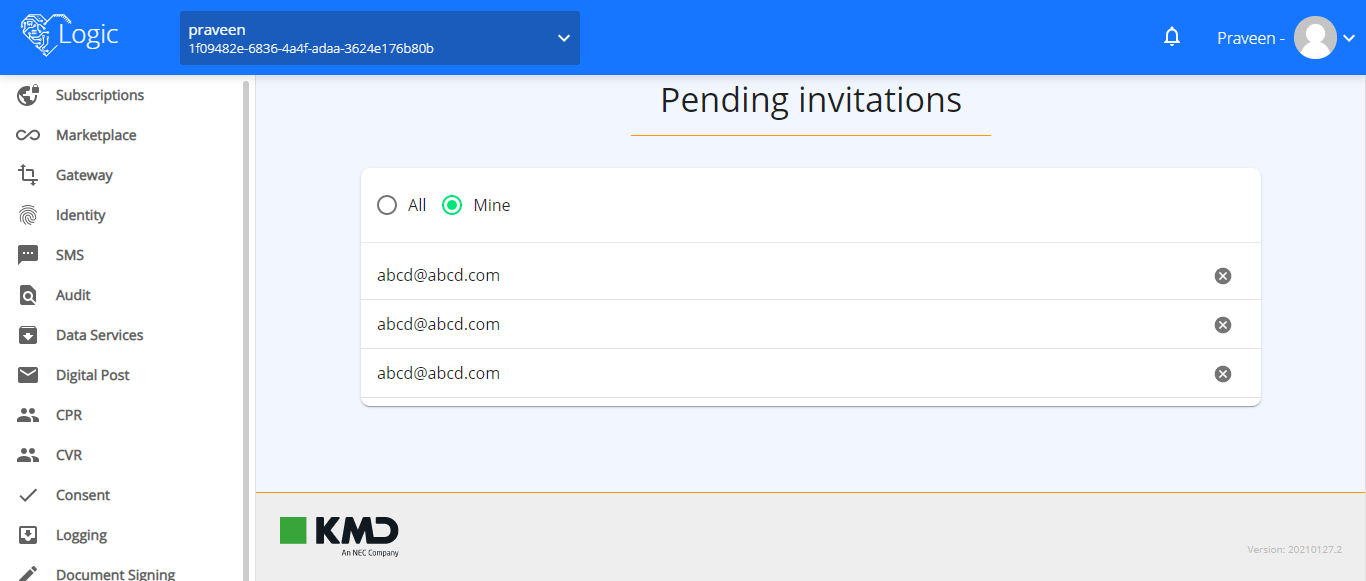 Logic
praveen
1f09482e-6836-4a4f-adaa-3624e176b80b
Praveen -
Subscriptions
Marketplace
Gateway
Identity
SMS
Audit
Data Services
Digital Post
CPR
CVR
Consent
Logging
Document Signing
Pending invitations
All
Mine
abcd@abcd.com
abcd@abcd.com
abcd@abcd.com
KMD
An NEC Company
Version: 20210127.2